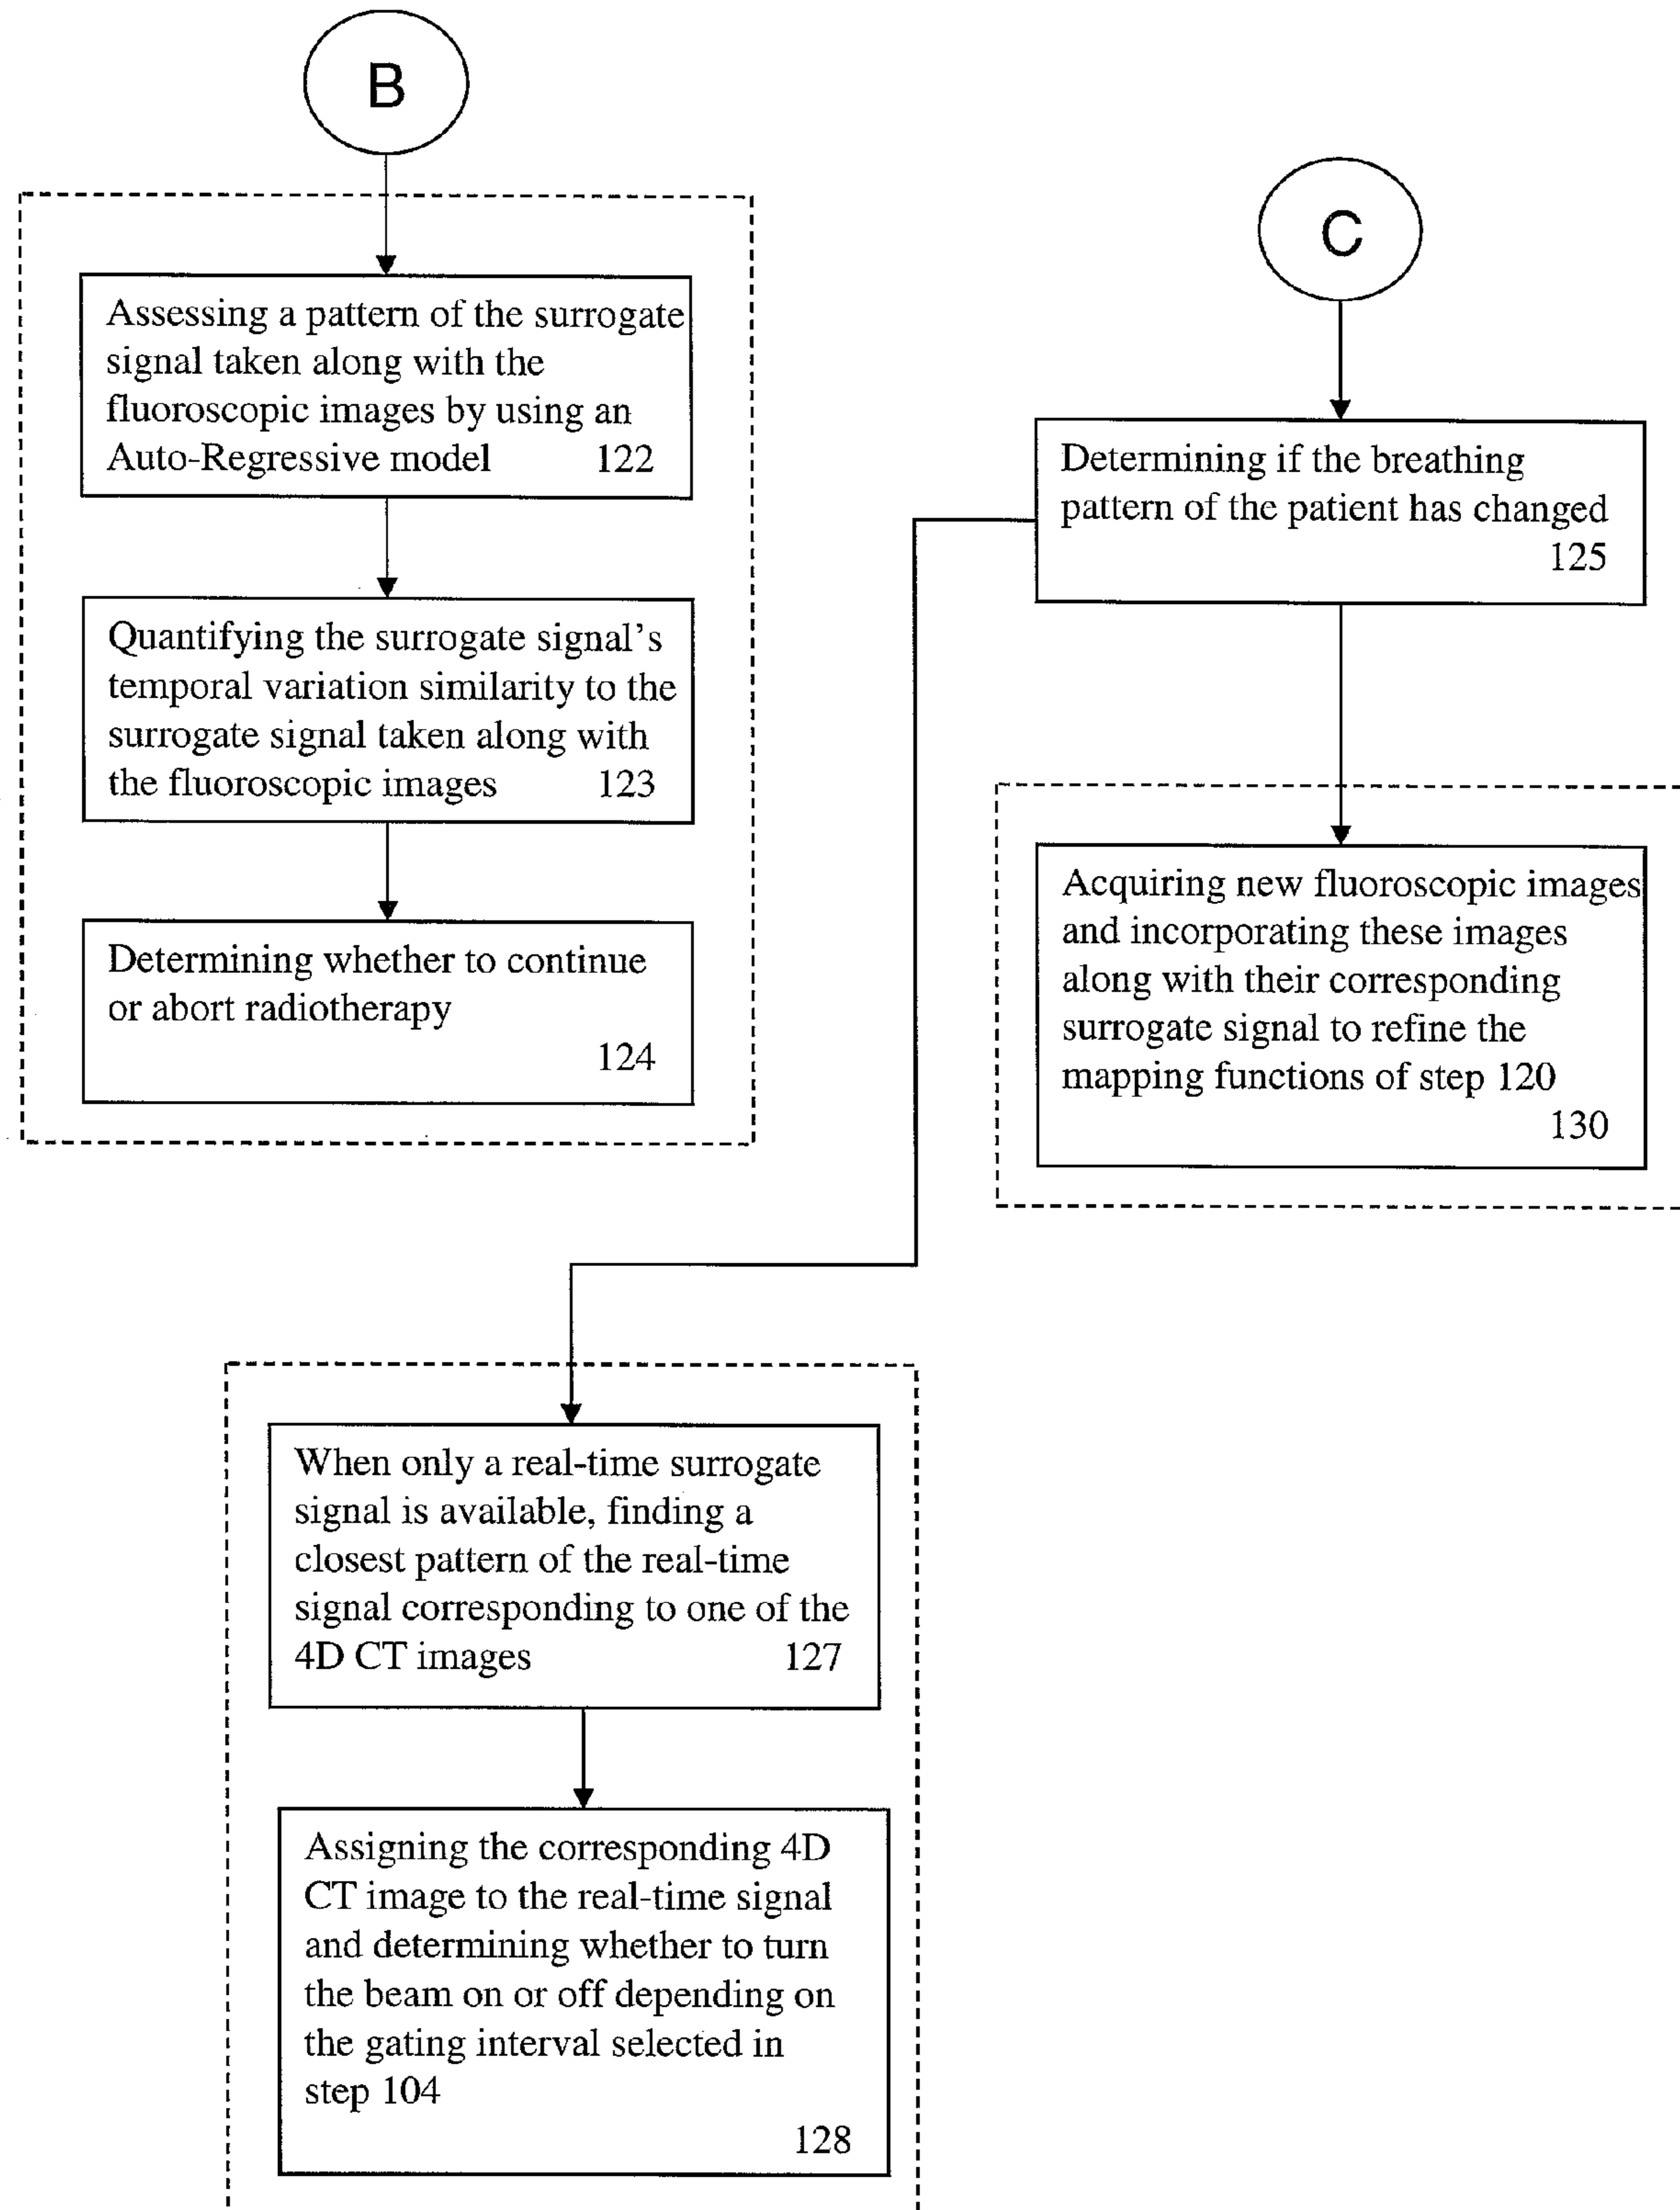 B
Assessing a pattern of the surrogate
signal taken along with the
fluoroscopic images by using an
Auto-Regressive model 122
Quantifying the surrogate signal’s
temporal variation similarity to the
surrogate signal taken along with
the fluoroscopic images 123
Determining whether to continue
or abort radiotherapy
124
C
Determining if the breathing
pattern of the patient has changed
125
Acquiring new fluoroscopic images
and incorporating these images
along with their corresponding
surrogate signal to refine the
mapping functions of step 120
130
When only a real-time surrogate
signal is available, finding a
closest pattern of the real-time
signal corresponding to one of the
4D CT images 127
Assigning the corresponding 4D
CT image to the real-time signal
and determining whether to turn
the beam on or off depending on
the gating interval selected in
step 104
128